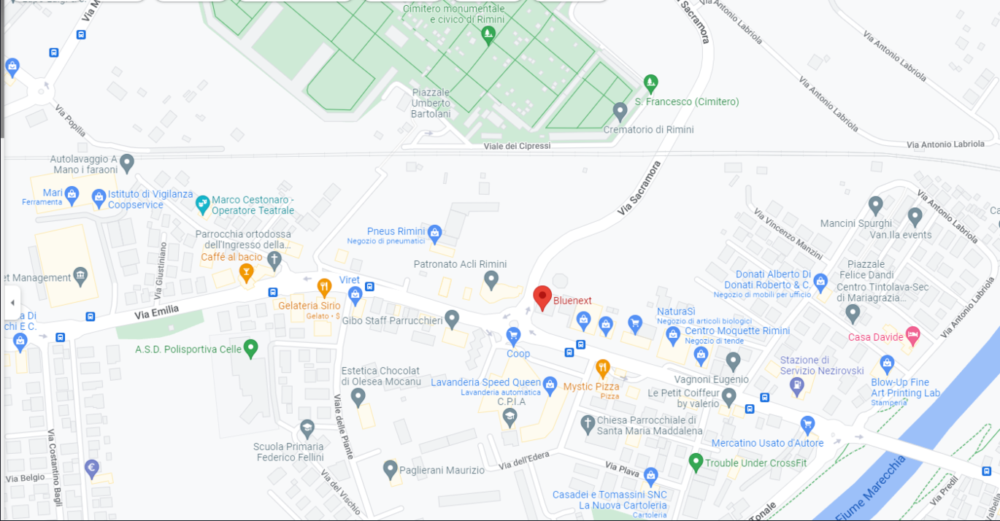 Cimitero monumentale
e civico di Rimini
Via Sacramora
Via Antonio Labriola
Via Antonio Labriola
Via Antonio Labriola
Via Antonio Labriola
Piazzale
Umberto
Bartolani
S. Francesco (Cimitero)
Crematorio di Rimini
Via Popilia
Viale dei Cipressi
Autolavaggio A
Mano i faraoni
Mari
Ferramenta
Istituto di Vigilanza
Coopservice
Marco Cestonaro -
Operatore Teatrale
Via Sacramora
Via Antonio Labriola
Mancini Spurghi
Van.Ila events
Via Vincenzo Manzini
Pneus Rimini
Negozio di pneumatici
Parrocchia ortodossa
dell'Ingresso della...
Caffé al bacio
Via Giustiniano
Patronato Acli Rimini
Piazzale
Felice Dandi
Donati Alberto Di
Donati Roberto & C.
Negozio di mobili per ufficio
Centro Tintolava-Sec
di Mariagrazia...
et Management
Viret
Gelateria Sirio
Gelato · $
Bluenext
Via Emilia
Gibo Staff Parrucchieri
NaturaSì
Negozio di articoli biologici
Centro Moquette Rimini
Negozio di tende
Via Antonio Labriola
Casa Davide
a Di
chi E C.
A.S.D. Polisportiva Celle
Coop
Stazione di
Servizio Nezirovski
Estetica Chocolat
di Olesea Mocanu
Lavanderia Speed Queen
Lavanderia automatica
Mystic Pizza
Pizza
Vagnoni Eugenio
Le Petit Coiffeur
by valerio
Blow-Up Fine
Art Printing Lab
Stamperia
C.P.I.A
Viale delle Piante
Chiesa Parrocchiale di
Santa Maria Maddalena
Mercatino Usato d'Autore
Scuola Primaria
Federico Fellini
Via Costantino Bagli
Via dell'Edera
Via Piava
Trouble Under CrossFit
Paglierani Maurizio
Via Belgio
Via del Vischio
Casadei e Tomassini SNC
La Nuova Cartoleria
Cartoleria
Tonale
Fiume Marecchia
Via Predil